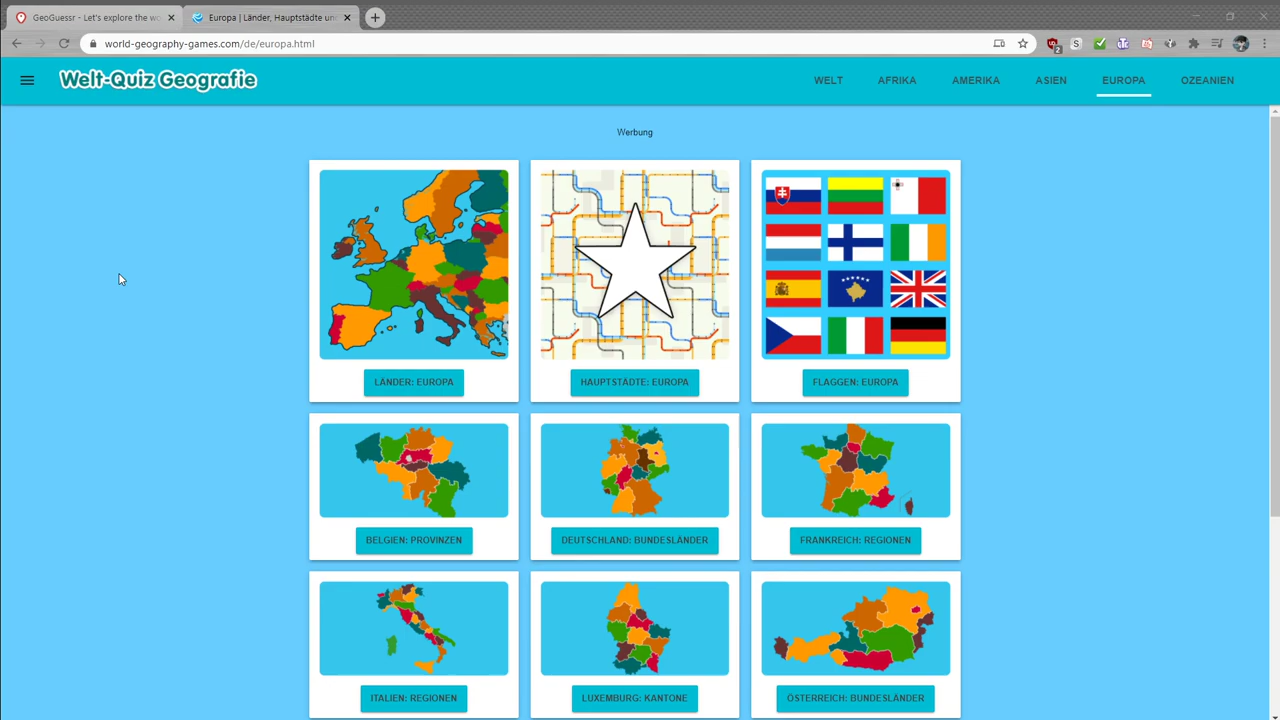 GeoGuessr - Let's explore the wo
Europa | Länder, Hauptstädte un
world-geography-games.com/de/europa.html
2
Welt-Quiz Geografie
WELT
AFRIKA
AMERIKA
ASIEN
EUROPA
OZEANIEN
Werbung
LÄNDER: EUROPA
HAUPTSTÄDTE: EUROPA
FLAGGEN: EUROPA
BELGIEN: PROVINZEN
DEUTSCHLAND: BUNDESLÄNDER
FRANKREICH: REGIONEN
ITALIEN: REGIONEN
LUXEMBURG: KANTONE
ÖSTERREICH: BUNDESLÄNDER